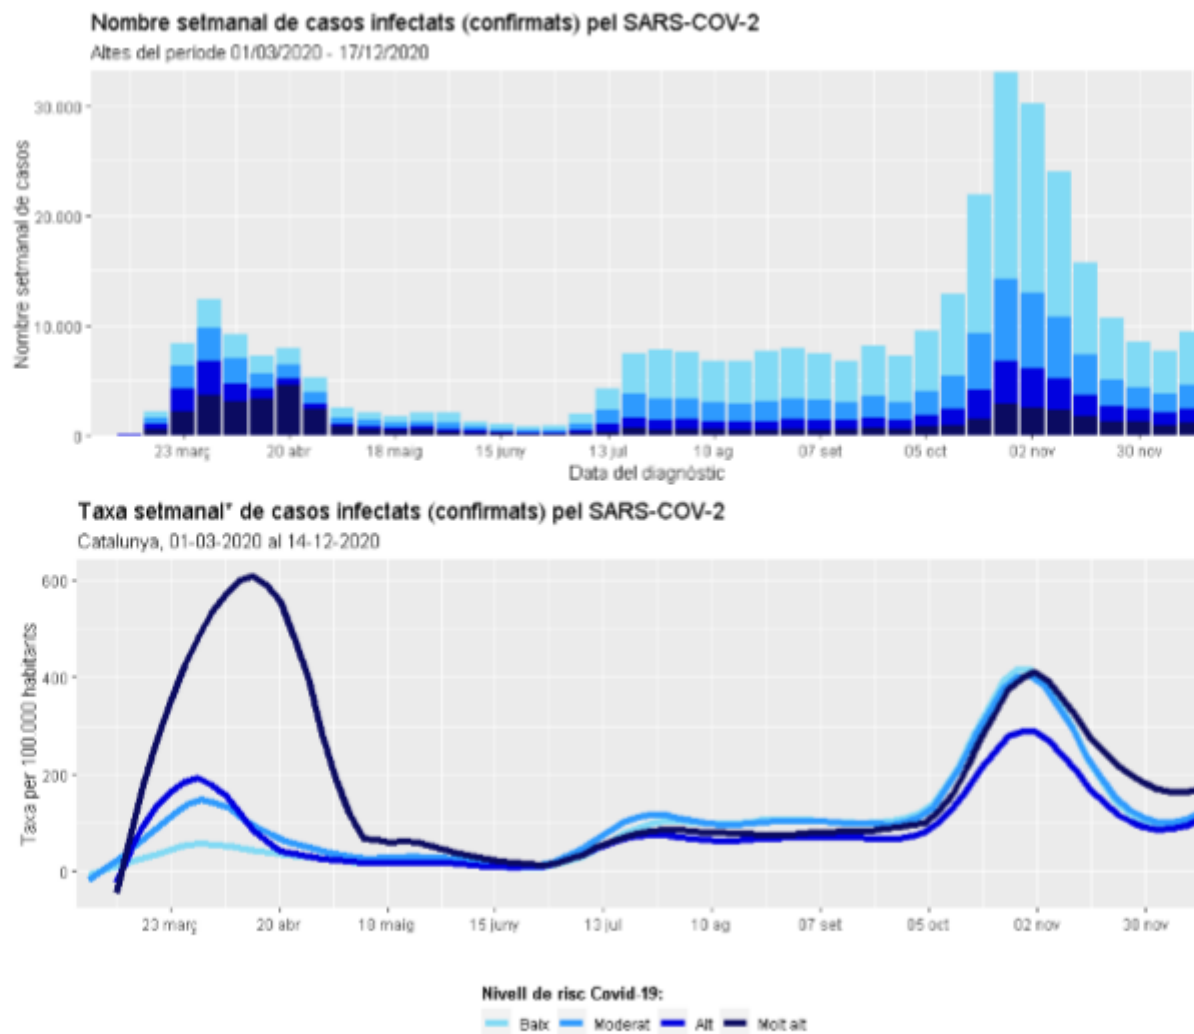 Nombre setmanal de casos infectats (confirmats) pel SARS-COV-2
Altes del període 01/03/2020 - 17/12/2020
Nombre setmanal de casos
30.000
20.000
10.000
0
23 març 20 abr 18 maig 15 juny 13 jul 10 ag 07 set 05 oct 02 nov 30 nov
Data del diagnòstic
Taxa setmanal* de casos infectats (confirmats) pel SARS-COV-2
Catalunya, 01-03-2020 al 14-12-2020
Taxa per 100.000 habitants
600
400
200
0
23 març 20 abr 18 maig 15 juny 13 jul 10 ag 07 set 05 oct 02 nov 30 nov
Nivell de risc Covid-19:
Baix Moderat Alt Molt alt